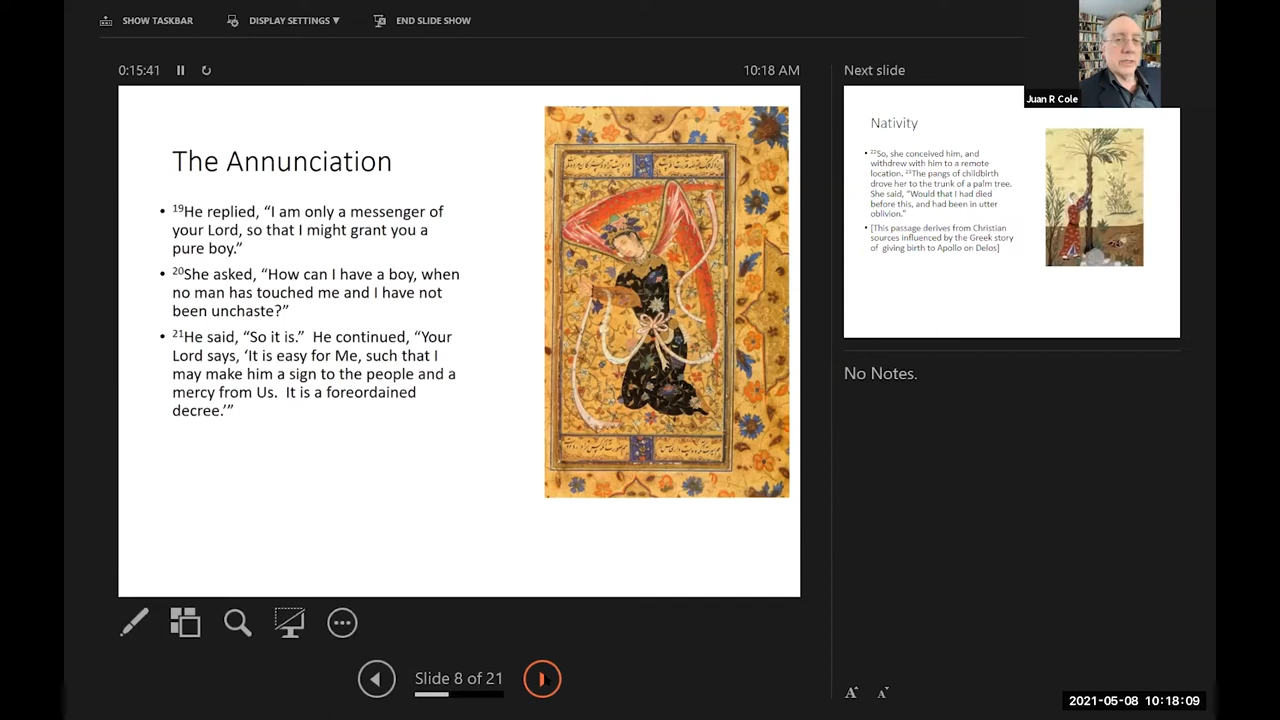 SHOW TASKBAR
DISPLAY SETTINGS ▼
END SLIDE SHOW
0:15:41
10:18 AM
The Annunciation
• 19He replied, “I am only a messenger of
your Lord, so that I might grant you a
pure boy.”
• 20She asked, “How can I have a boy, when
no man has touched me and I have not
been unchaste?”
• 21He said, “So it is.”  He continued, “Your
Lord says, ‘It is easy for Me, such that I
may make him a sign to the people and a
mercy from Us.  It is a foreordained
decree.’”
Slide 8 of 21
Next slide
Juan R Cole
Nativity
• 22So, she conceived him, and
withdrew with him to a remote
location. 23The pangs of childbirth
drove her to the trunk of a palm tree.
She said, “Would that I had died
before this, and had been in utter
oblivion.”
• [This passage derives from Christian
sources influenced by the Greek story
of giving birth to Apollo on Delos]
No Notes.
A A
2021-05-08 10:18:09